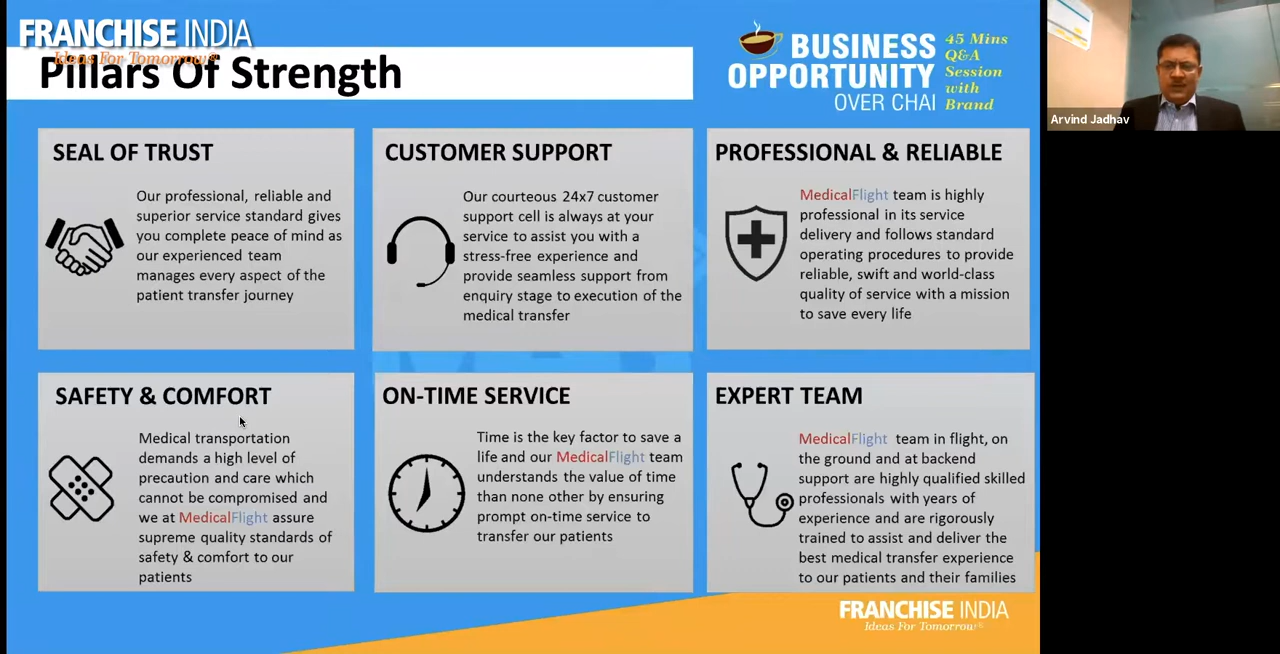 FRANCHISE INDIA
Ideas For Tomorrow
Pillars Of Strength
BUSINESS
OPPORTUNITY
OVER CHAI
45 Mins
Q&A
Session
with
Brand
Arvind Jadhav
SEAL OF TRUST
Our professional, reliable and
superior service standard gives
you complete peace of mind as
our experienced team
manages every aspect of the
patient transfer journey
CUSTOMER SUPPORT
Our courteous 24x7 customer
support cell is always at your
service to assist you with a
stress-free experience and
provide seamless support from
enquiry stage to execution of the
medical transfer
PROFESSIONAL & RELIABLE
MedicalFlight team is highly
professional in its service
delivery and follows standard
operating procedures to provide
reliable, swift and world-class
quality of service with a mission
to save every life
SAFETY & COMFORT
Medical transportation
demands a high level of
precaution and care which
cannot be compromised and
we at MedicalFlight assure
supreme quality standards of
safety & comfort to our
patients
ON-TIME SERVICE
Time is the key factor to save a
life and our MedicalFlight team
understands the value of time
than none other by ensuring
prompt on-time service to
transfer our patients
EXPERT TEAM
MedicalFlight team in flight, on
the ground and at backend
support are highly qualified skilled
professionals with years of
experience and are rigorously
trained to assist and deliver the
best medical transfer experience
to our patients and their families
FRANCHISE INDIA
Ideas For Tomorrow